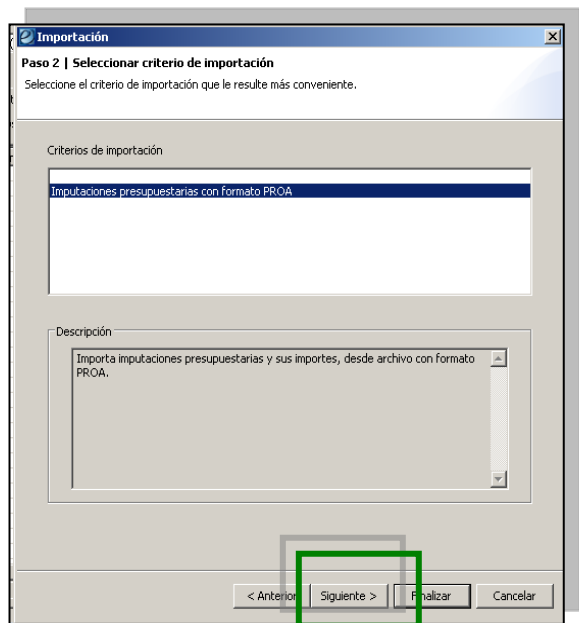 Importación
Paso 2 | Seleccionar criterio de importación
Seleccione el criterio de importación que le resulte más conveniente.
Criterios de importación
Imputaciones presupuestarias con formato PROA
Descripción
Importa imputaciones presupuestarias y sus importes, desde archivo con formato
PROA.
< Anterior Siguiente > Finalizar Cancelar